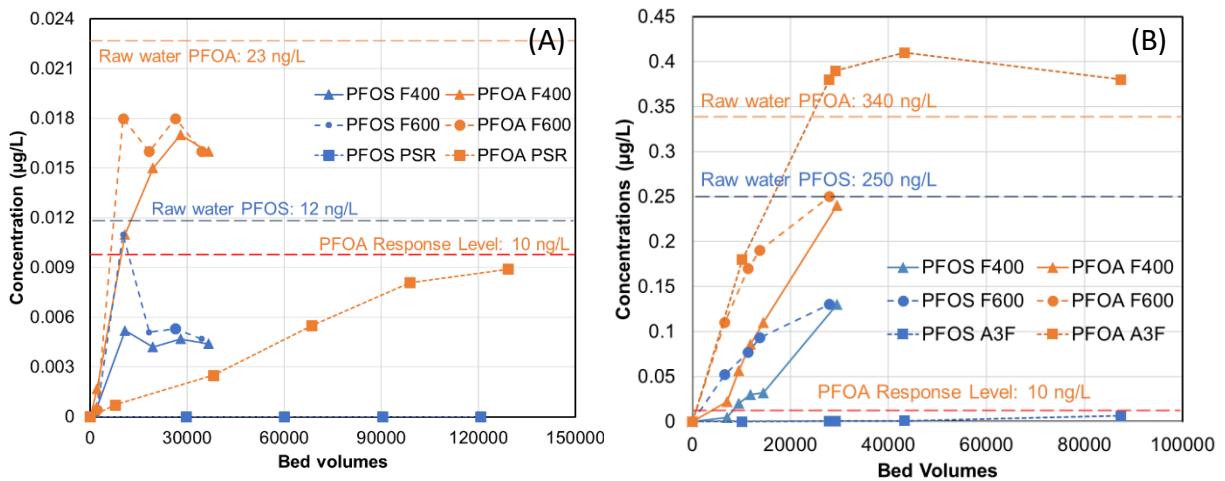 (A)
0.024
0.021
0.018
0.015
0.012
0.009
0.006
0.003
0
Concentration (µg/L)
Raw water PFOA: 23 ng/L
PFOS F400
PFOA F400
PFOS F600
PFOA F600
PFOS PSR
PFOA PSR
Raw water PFOS: 12 ng/L
PFOA Response Level: 10 ng/L
0
30000
60000
90000
120000
150000
Bed volumes
(B)
0.45
0.4
0.35
0.3
0.25
0.2
0.15
0.1
0.05
0
Concentrations (µg/L)
Raw water PFOA: 340 ng/L
Raw water PFOS: 250 ng/L
PFOS F400
PFOA F400
PFOS F600
PFOA F600
PFOS A3F
PFOA A3F
PFOA Response Level: 10 ng/L
0
20000
40000
60000
80000
100000
Bed Volumes